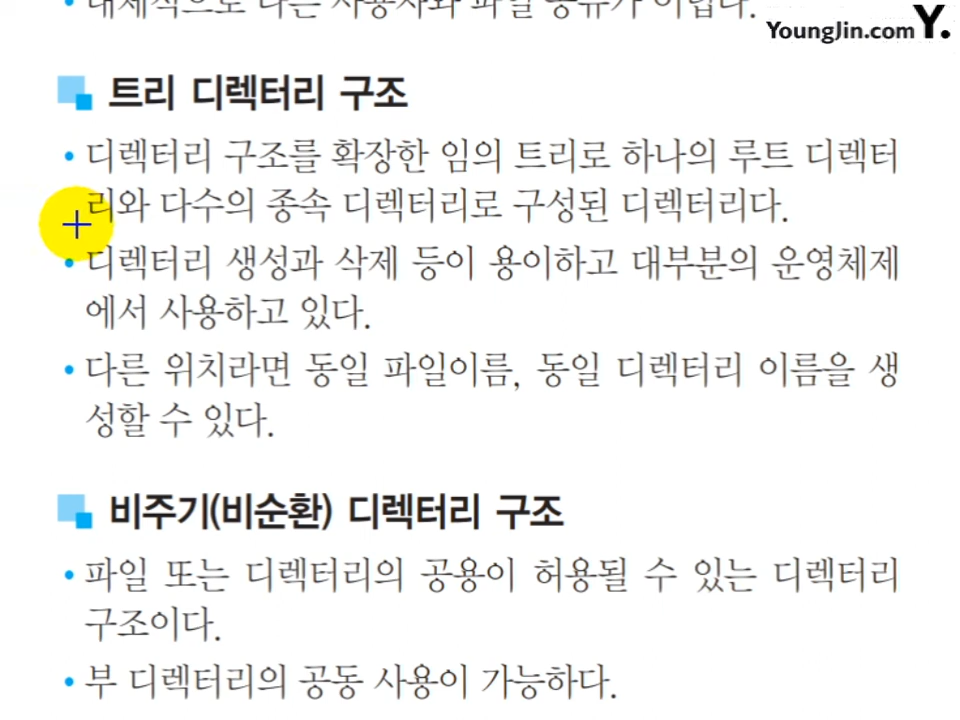 YoungJin.com Y.
트리 디렉터리 구조
• 디렉터리 구조를 확장한 임의 트리로 하나의 루트 디렉터
리와 다수의 종속 디렉터리로 구성된 디렉터리다.
• 디렉터리 생성과 삭제 등이 용이하고 대부분의 운영체제
에서 사용하고 있다.
• 다른 위치라면 동일 파일이름, 동일 디렉터리 이름을 생
성할 수 있다.
비주기(비순환) 디렉터리 구조
• 파일 또는 디렉터리의 공용이 허용될 수 있는 디렉터리
구조이다.
• 부 디렉터리의 공동 사용이 가능하다.